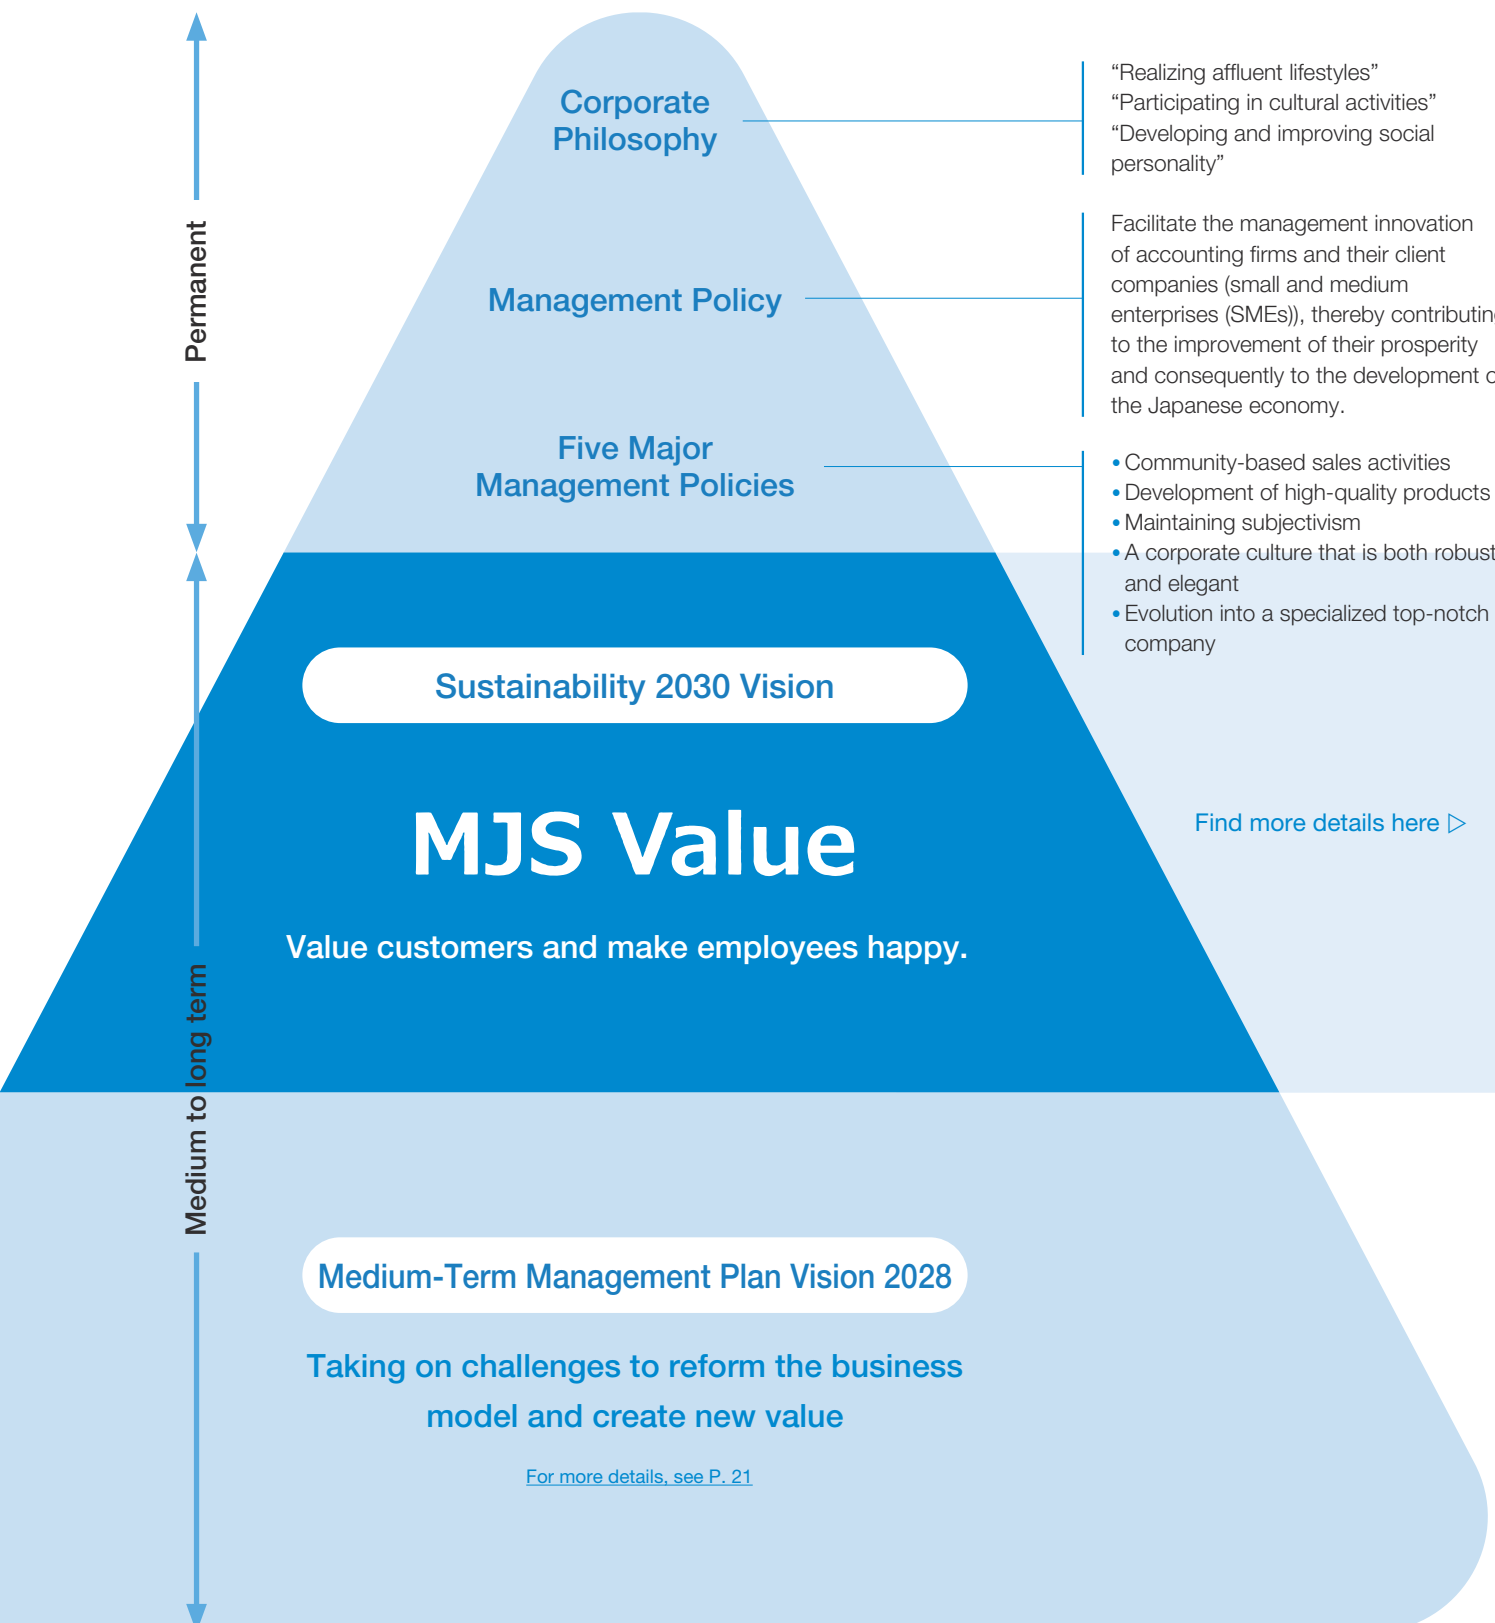 Corporate
Philosophy
“Realizing affluent lifestyles”
“Participating in cultural activities”
“Developing and improving social
personality”
Permanent
Management Policy
Facilitate the management innovation
of accounting firms and their client
companies (small and medium
enterprises (SMEs)), thereby contributing
to the improvement of their prosperity
and consequently to the development o
the Japanese economy.
Five Major
Management Policies
• Community-based sales activities
• Development of high-quality products
• Maintaining subjectivism
• A corporate culture that is both robust
and elegant
• Evolution into a specialized top-notch
company
Sustainability 2030 Vision
MJS Value
Value customers and make employees happy.
Find more details here ▷
Medium to long term
Medium-Term Management Plan Vision 2028
Taking on challenges to reform the business
model and create new value
For more details, see P. 21